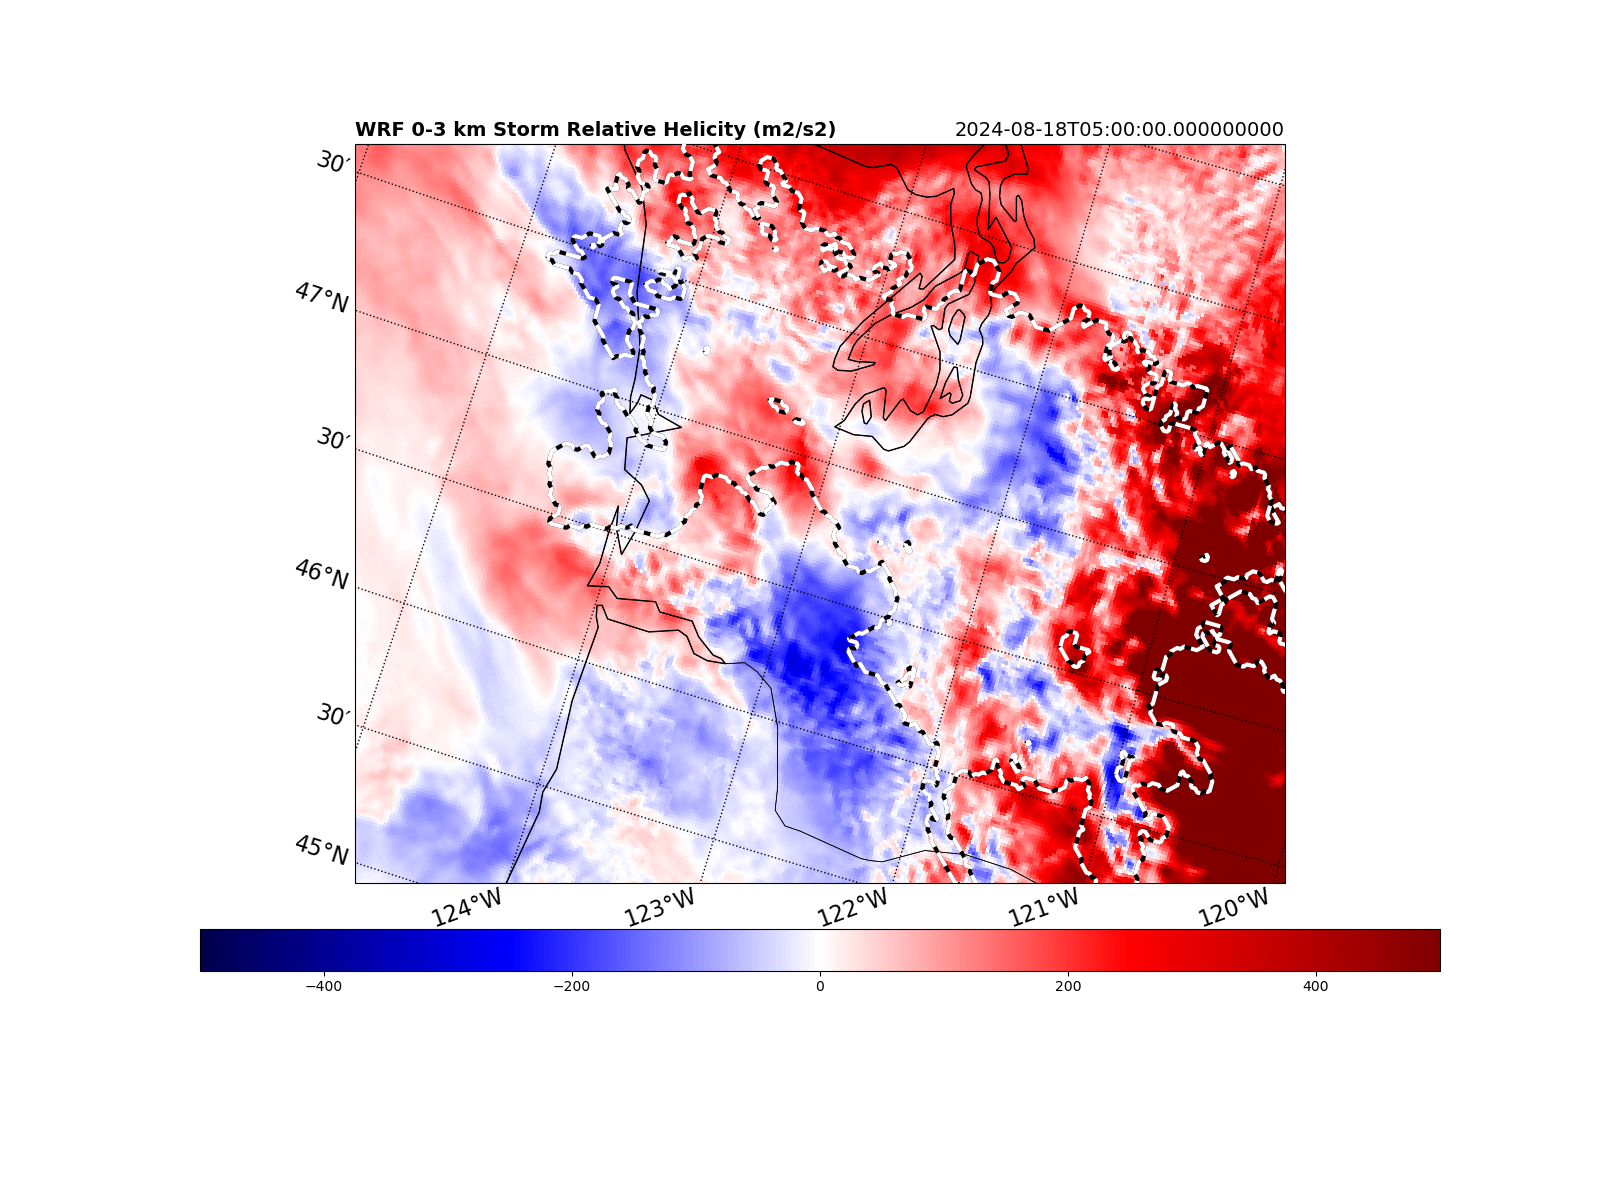 WRF 0-3 km Storm Relative Helicity (m2/s2) 2024-08-18T05:00:00.000000000
30′
47°N
30′
46°N
30′
45°N
124°W 123°W 122°W 121°W 120°W
−400 −200 0 200 400